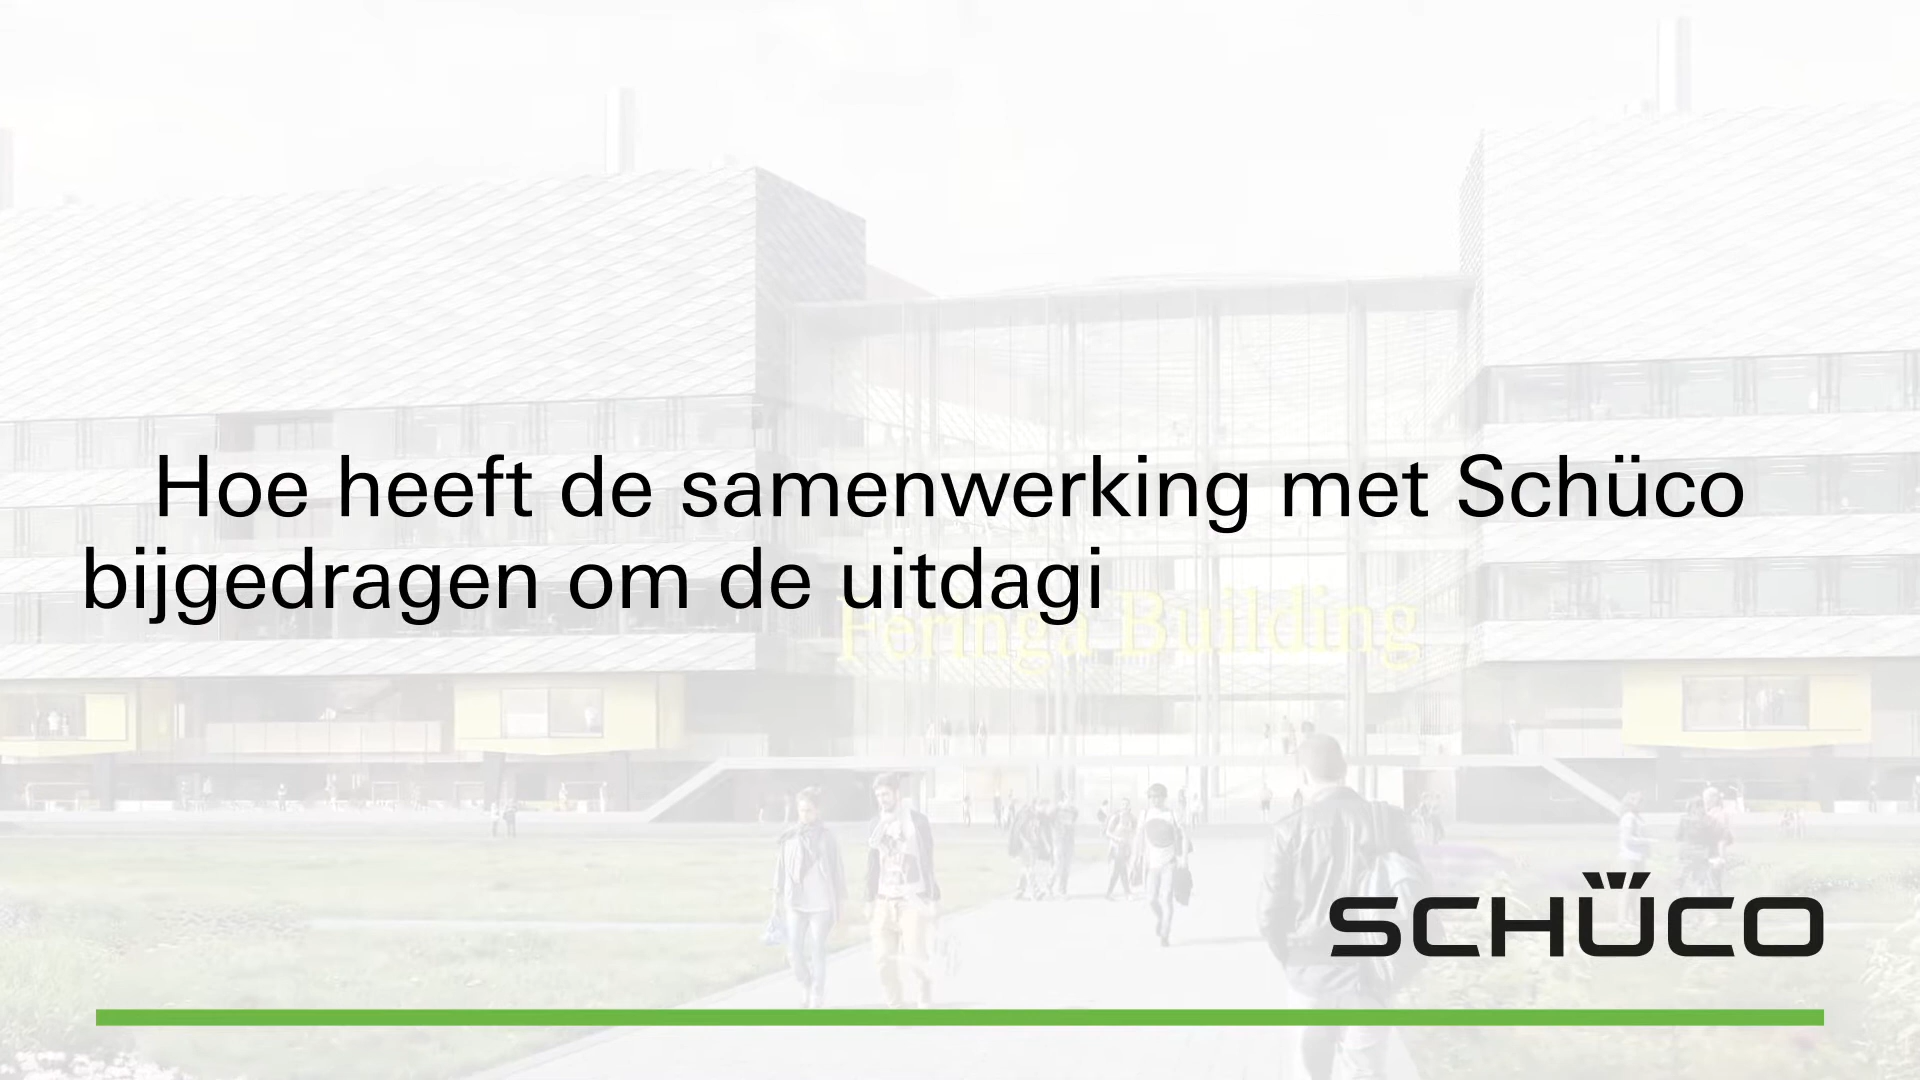 Hoe heeft de samenwerking met Schüco
bijgedragen om de uitdagi
Feringa Building
SCHÜCO